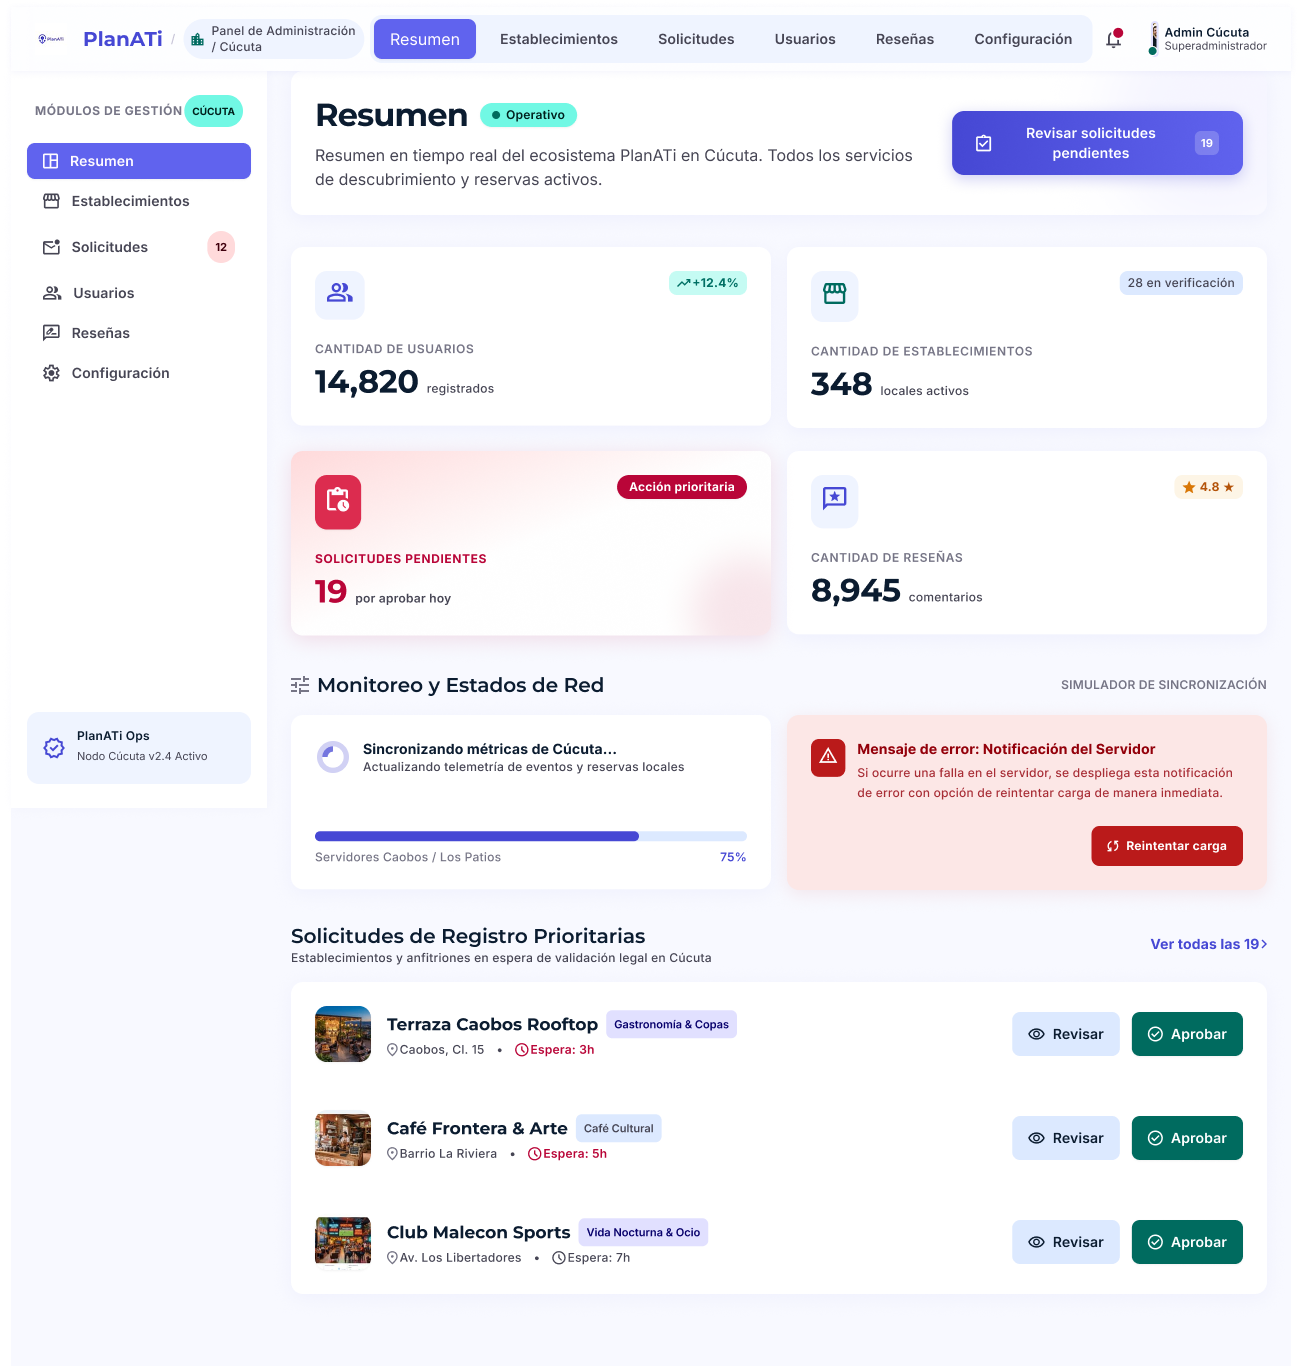 PlanATi
PlanATi / Panel de Administración / Cúcuta
Resumen
Establecimientos
Solicitudes
Usuarios
Reseñas
Configuración
Admin Cúcuta
Superadministrador
MÓDULOS DE GESTIÓN CÚCUTA
Resumen
Establecimientos
Solicitudes 12
Usuarios
Reseñas
Configuración
PlanATi Ops
Nodo Cúcuta v2.4 Activo
Resumen Operativo
Resumen en tiempo real del ecosistema PlanATi en Cúcuta. Todos los servicios
de descubrimiento y reservas activos.
Revisar solicitudes
pendientes
19
+12.4%
CANTIDAD DE USUARIOS
14,820 registrados
28 en verificación
CANTIDAD DE ESTABLECIMIENTOS
348 locales activos
Acción prioritaria
SOLICITUDES PENDIENTES
19 por aprobar hoy
4.8 ★
CANTIDAD DE RESEÑAS
8,945 comentarios
Monitoreo y Estados de Red
SIMULADOR DE SINCRONIZACIÓN
Sincronizando métricas de Cúcuta...
Actualizando telemetría de eventos y reservas locales
Servidores Caobos / Los Patios 75%
Mensaje de error: Notificación del Servidor
Si ocurre una falla en el servidor, se despliega esta notificación
de error con opción de reintentar carga de manera inmediata.
Reintentar carga
Solicitudes de Registro Prioritarias
Establecimientos y anfitriones en espera de validación legal en Cúcuta
Ver todas las 19
Terraza Caobos Rooftop Gastronomía & Copas
Caobos, Cl. 15 • Espera: 3h
Revisar
Aprobar
Café Frontera & Arte Café Cultural
Barrio La Riviera • Espera: 5h
Revisar
Aprobar
Club Malecon Sports Vida Nocturna & Ocio
Av. Los Libertadores • Espera: 7h
Revisar
Aprobar